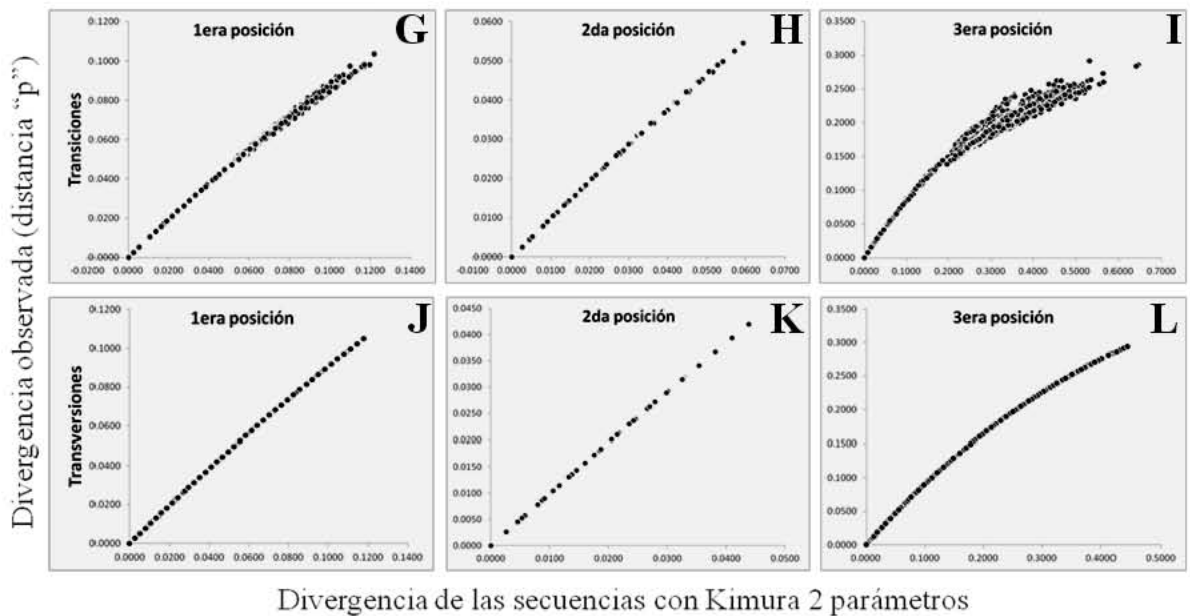 Divergencia observada (distancia “p”)
Transiciones
1era posición
G
0.1200
0.1000
0.0800
0.0600
0.0400
0.0200
0.0000
-0.0200 0.0000 0.0200 0.0400 0.0600 0.0800 0.1000 0.1200 0.1400
2da posición
H
0.0600
0.0500
0.0400
0.0300
0.0200
0.0100
0.0000
-0.0100 0.0000 0.0100 0.0200 0.0300 0.0400 0.0500 0.0600 0.0700
3era posición
I
0.3500
0.3000
0.2500
0.2000
0.1500
0.1000
0.0500
0.0000
0.0000 0.1000 0.2000 0.3000 0.4000 0.5000 0.6000 0.7000
Transversiones
1era posición
J
0.1200
0.1000
0.0800
0.0600
0.0400
0.0200
0.0000
0.0000 0.0200 0.0400 0.0600 0.0800 0.1000 0.1200 0.1400
2da posición
K
0.0450
0.0400
0.0350
0.0300
0.0250
0.0200
0.0150
0.0100
0.0050
0.0000
0.0000 0.0100 0.0200 0.0300 0.0400 0.0500
3era posición
L
0.3500
0.3000
0.2500
0.2000
0.1500
0.1000
0.0500
0.0000
0.0000 0.1000 0.2000 0.3000 0.4000 0.5000
Divergencia de las secuencias con Kimura 2 parámetros